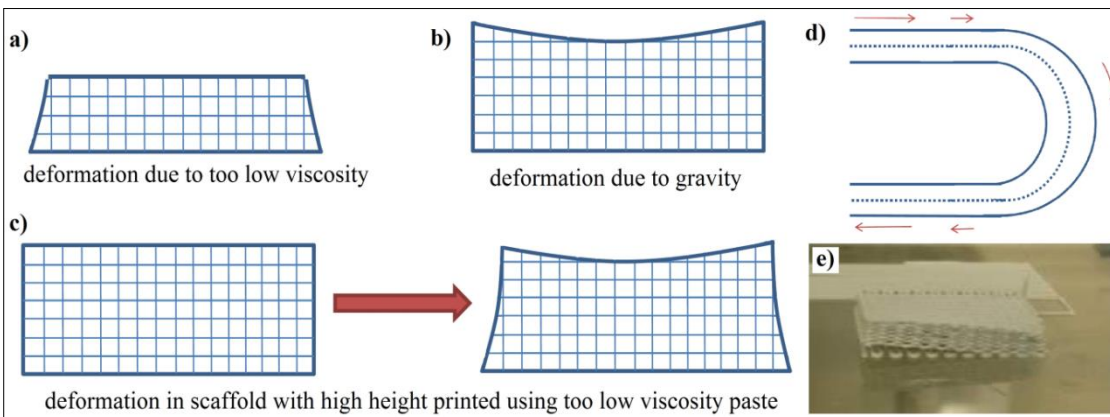 a)
deformation due to too low viscosity
b)
deformation due to gravity
c)
deformation in scaffold with high height printed using too low viscosity paste
d)
e)